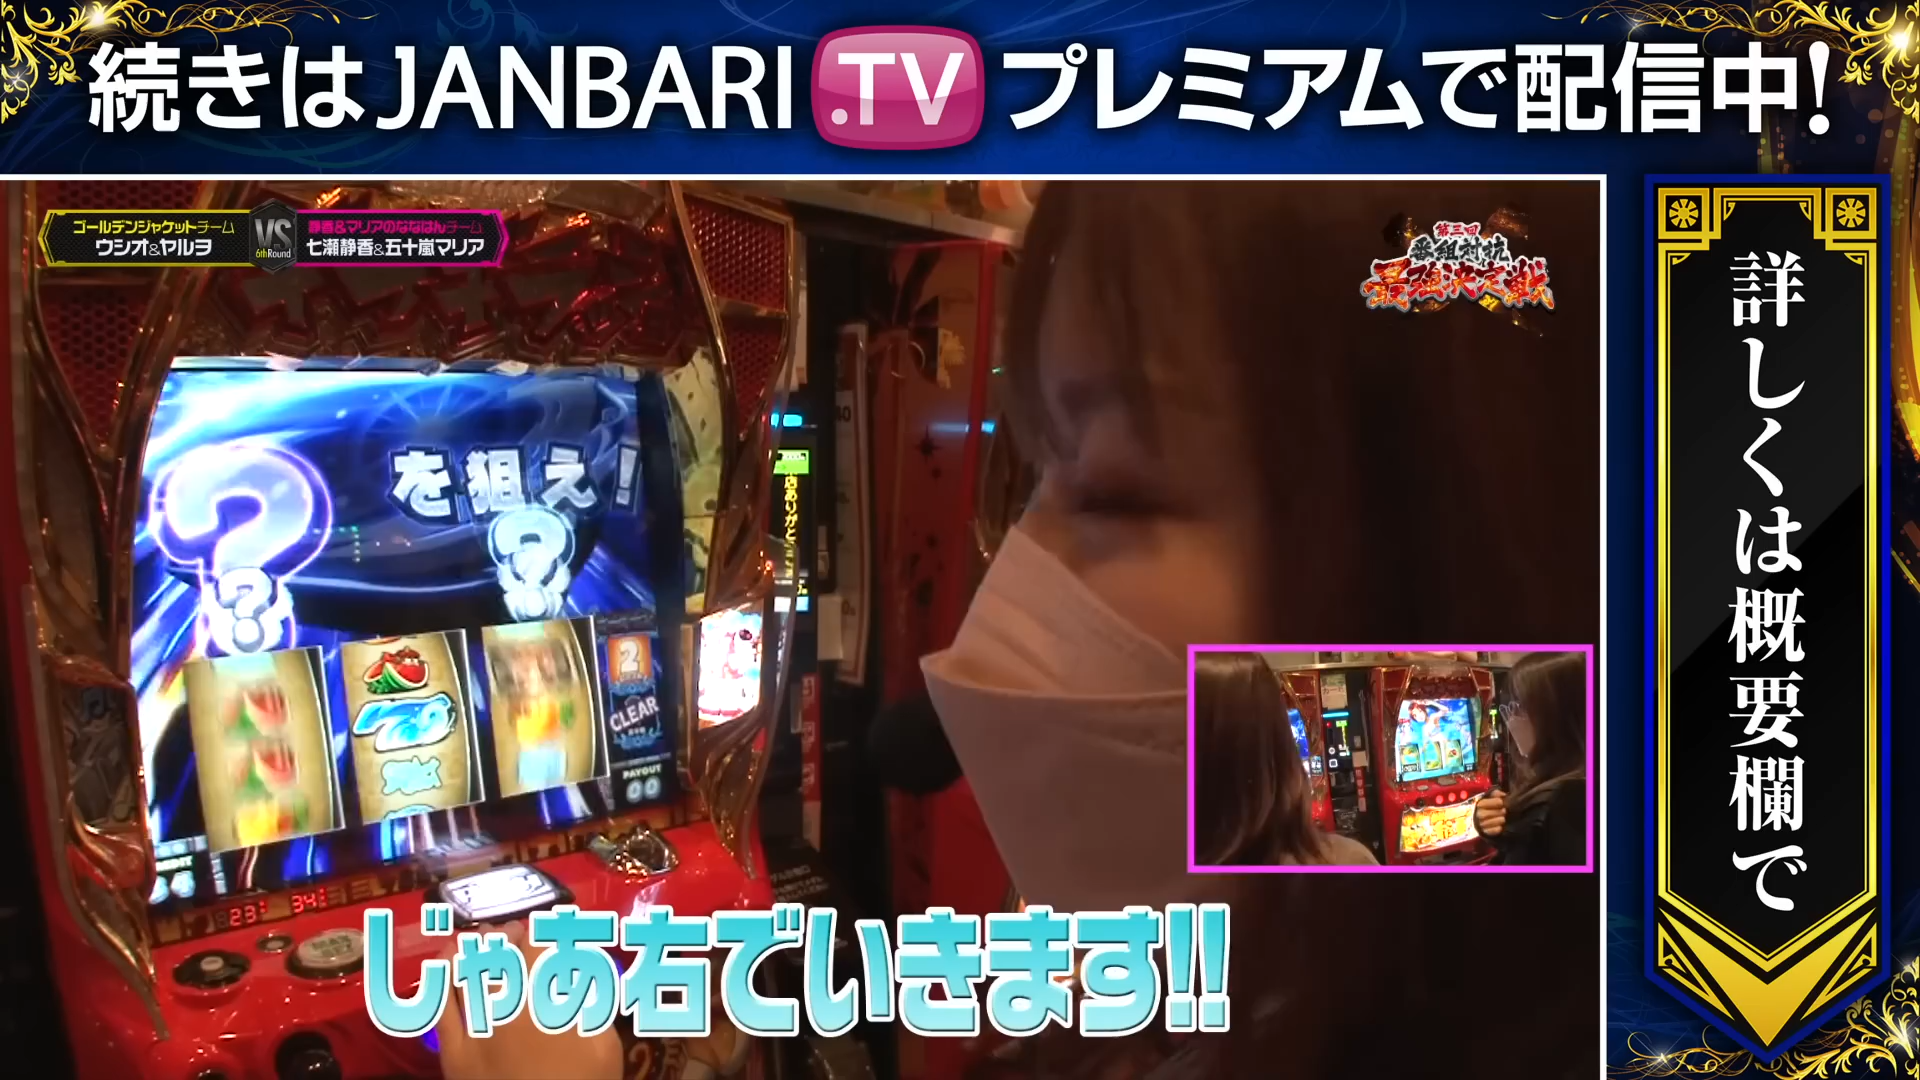 続きはJANBARI.TVプレミアムで配信中!
ゴールデンジャケットチーム
ウシオ&ヤルヲ
VS
6thRound
静香&マリアのななはんチーム
七瀬静香&五十嵐マリア
第三回
番組対抗
最強決定戦
詳しくは概要欄で
を狙え!
?
?
?
?
2
CLEAR
PAYOUT
00
23
34
じゃあ右でいきます!!